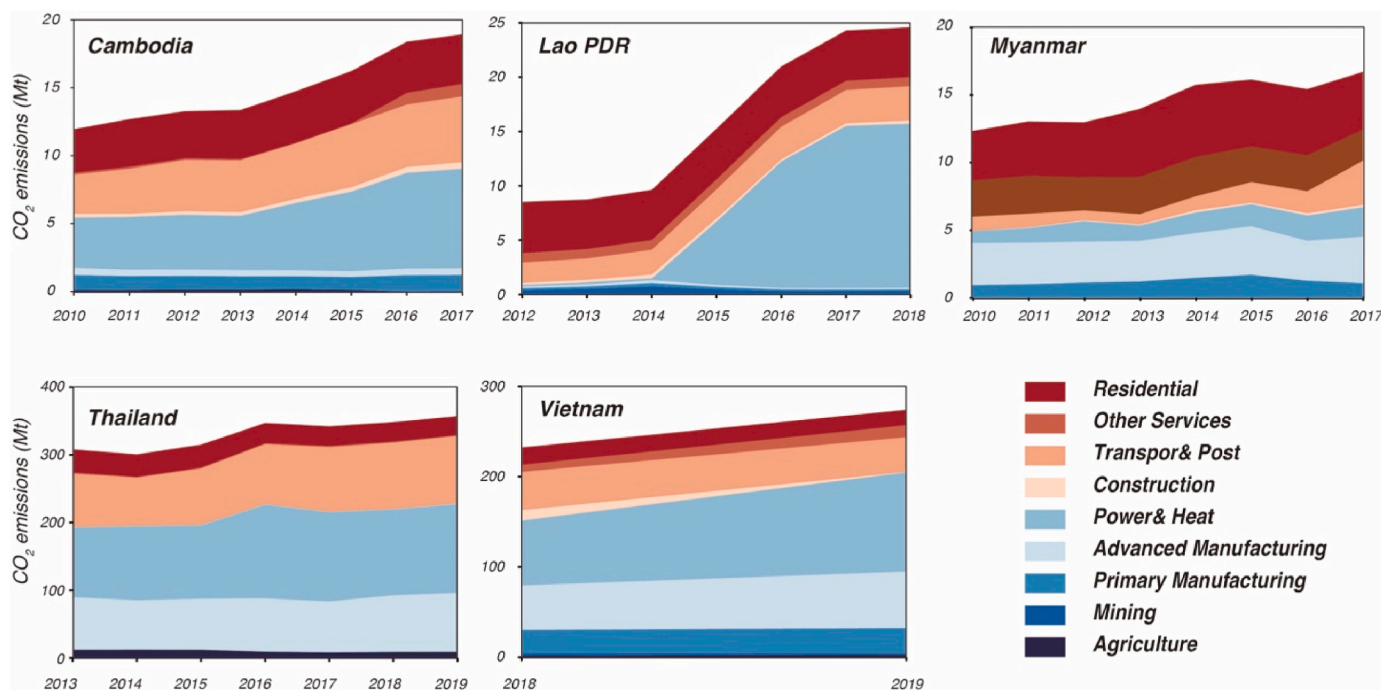 Cambodia
Lao PDR
Myanmar
CO2 emissions (Mt)
20
15
10
5
0
2010 2011 2012 2013 2014 2015 2016 2017
25
20
15
10
5
0
2012 2013 2014 2015 2016 2017 2018
20
15
10
5
0
2010 2011 2012 2013 2014 2015 2016 2017
Thailand
Vietnam
CO2 emissions (Mt)
400
300
200
100
0
2013 2014 2015 2016 2017 2018 2019
300
200
100
0
2018 2019
Residential
Other Services
Transpor& Post
Construction
Power& Heat
Advanced Manufacturing
Primary Manufacturing
Mining
Agriculture